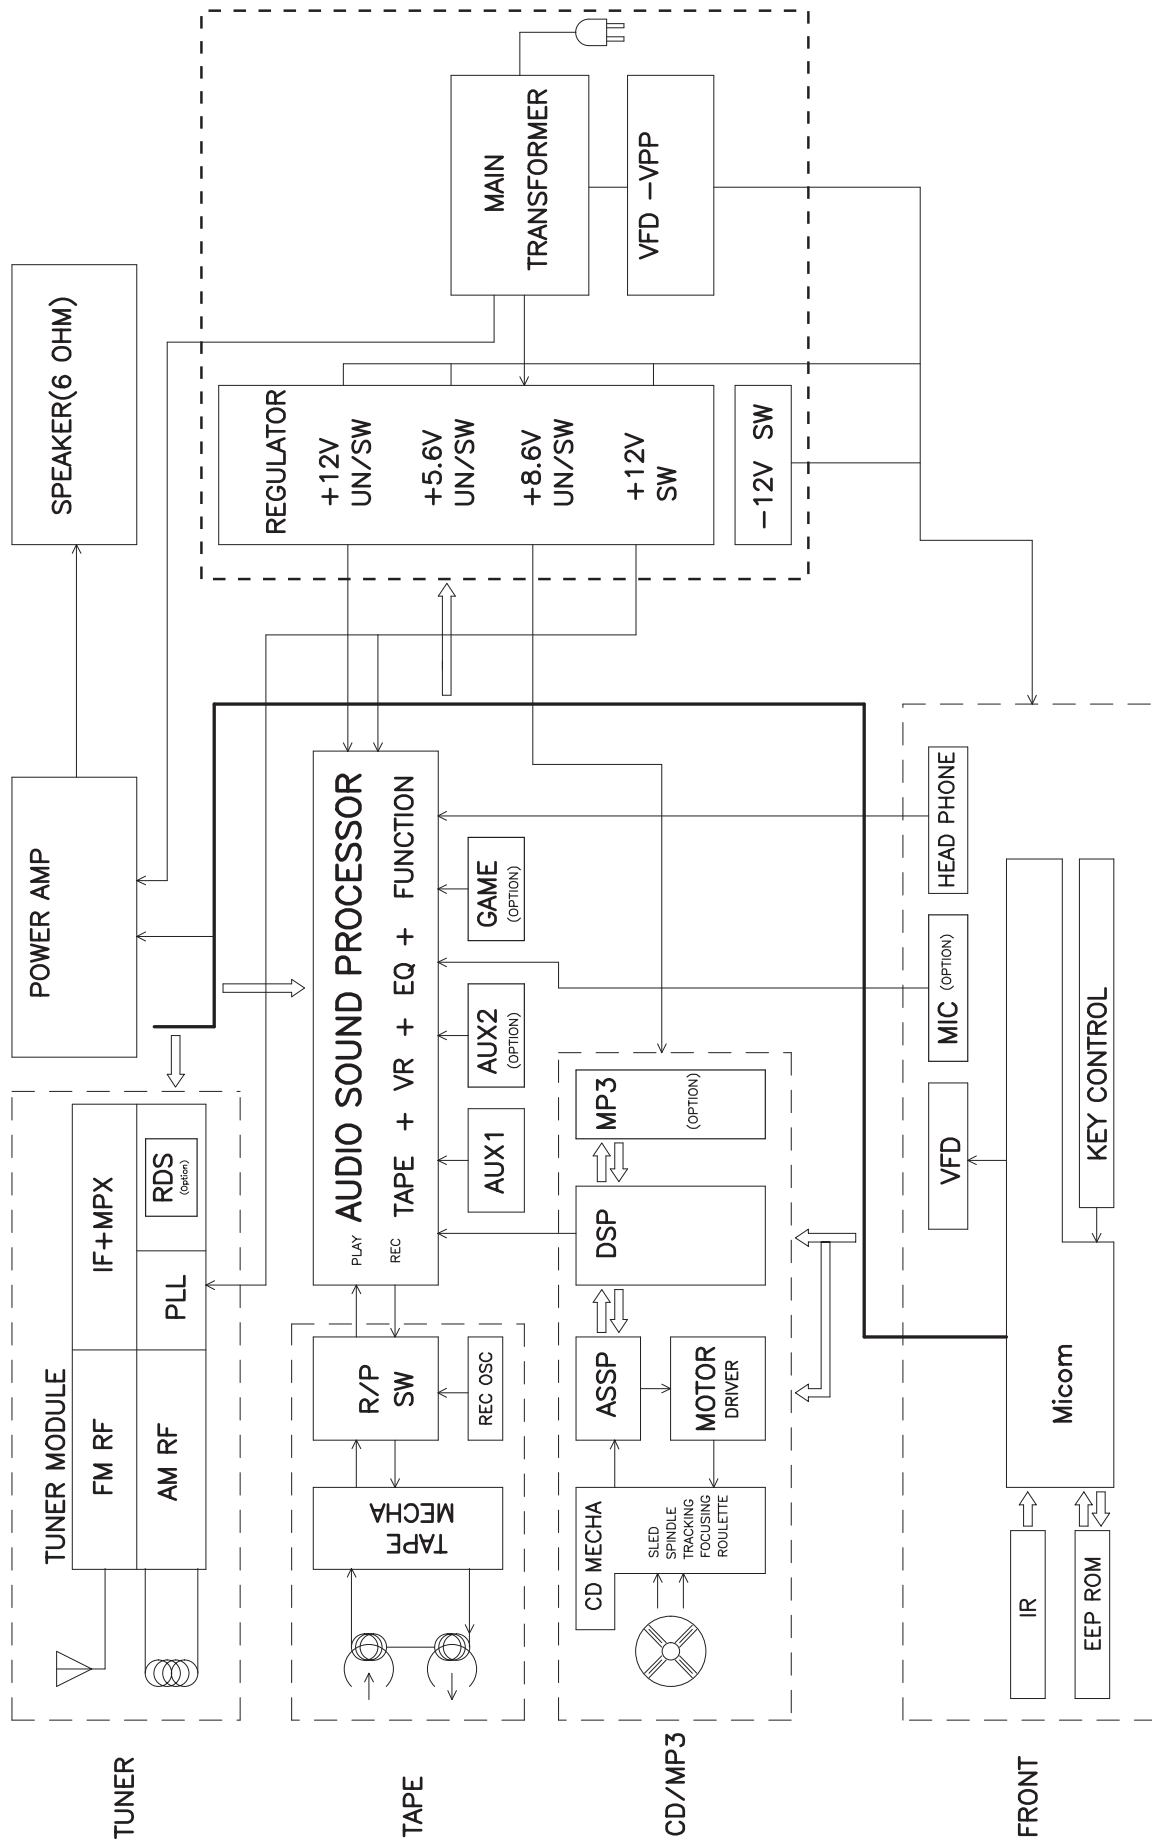 TUNER
TUNER MODULE
FM RF
IF+MPX
AM RF
PLL
RDS
(Option)
POWER AMP
SPEAKER(6 OHM)
TAPE
TAPE
MECHA
R/P
SW
REC OSC
PLAY
AUDIO SOUND PROCESSOR
REC
TAPE + VR + EQ + FUNCTION
AUX1
AUX2
(OPTION)
GAME
(OPTION)
REGULATOR
+12V
UN/SW
+5.6V
UN/SW
+8.6V
UN/SW
+12V
SW
-12V SW
MAIN
TRANSFORMER
VFD -VPP
CD/MP3
CD MECHA
SLED
SPINDLE
TRACKING
FOCUSING
ROULETTE
ASSP
MOTOR
DRIVER
DSP
MP3
(OPTION)
FRONT
IR
EEP ROM
Micom
KEY CONTROL
VFD
MIC (OPTION)
HEAD PHONE